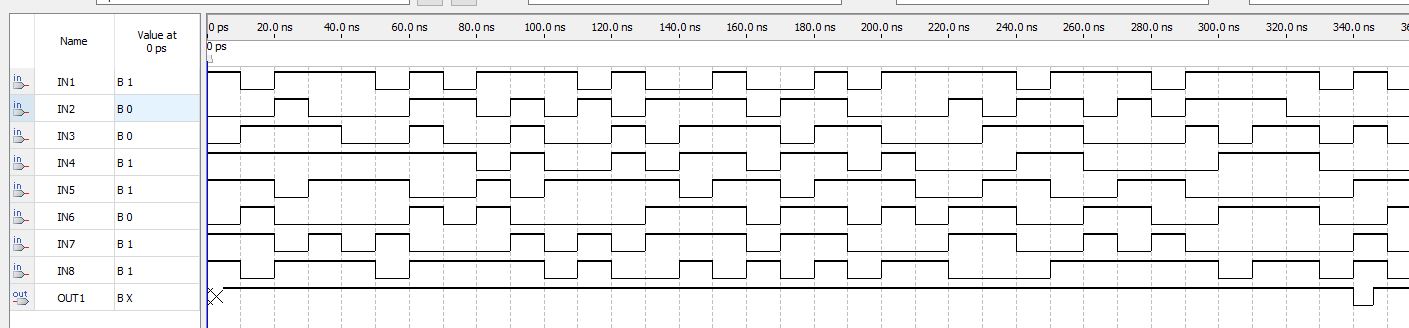 0 ps 20.0 ns 40.0 ns 60.0 ns 80.0 ns 100.0 ns 120.0 ns 140.0 ns 160.0 ns 180.0 ns 200.0 ns 220.0 ns 240.0 ns 260.0 ns 280.0 ns 300.0 ns 320.0 ns 340.0 ns
Name Value at
0 ps
0 ps
in IN1 B 1
in IN2 B 0
in IN3 B 0
in IN4 B 1
in IN5 B 1
in IN6 B 0
in IN7 B 1
in IN8 B 1
out OUT1 B X